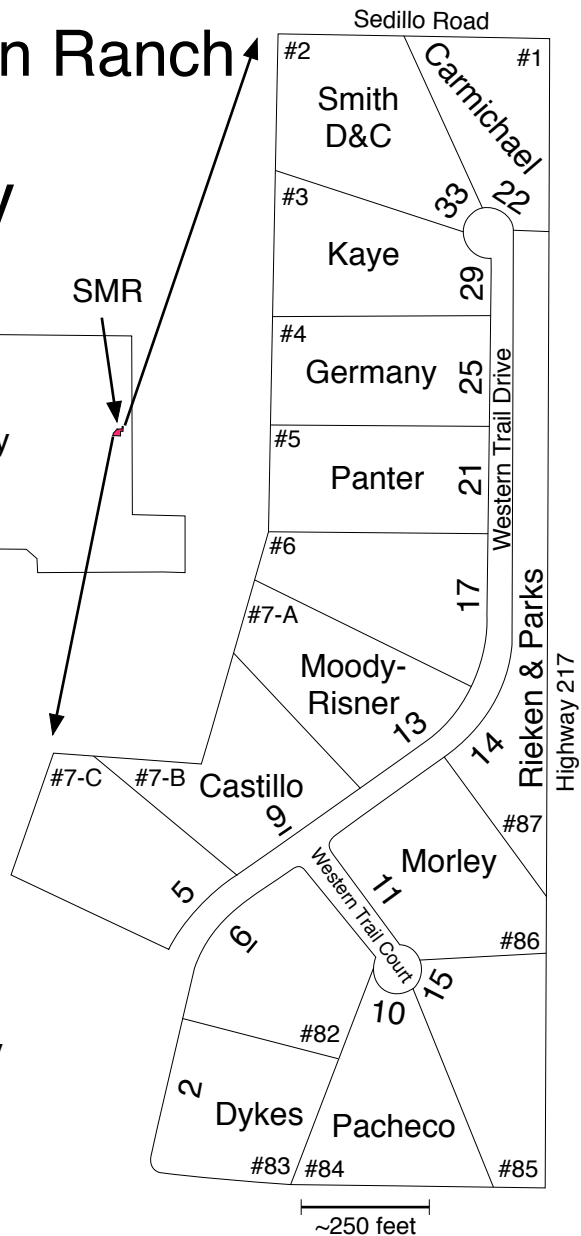 Sedillo Road
n Ranch
#2
#1
Carmichael
Smith
D&C
y
33
22
#3
Kaye
29
SMR
#4
Germany
25
Western Trail Drive
y
#5
Panter
21
#6
17
#7-A
Moody-
Risner
13
Rieken & Parks
Highway 217
14
#7-C
#7-B
Castillo
9
#87
Western Trail Court
11
Morley
5
6
#86
15
10
#82
y
2
Dykes
Pacheco
#83
#84
#85
~250 feet